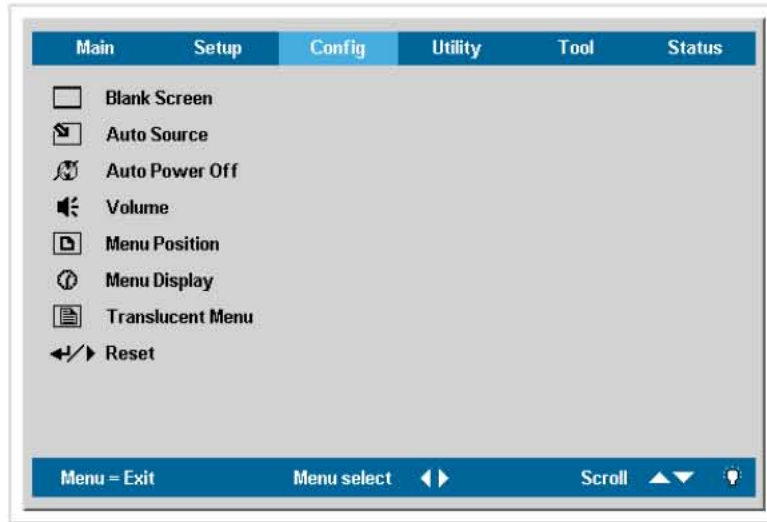 Main Setup Config Utility Tool Status
Blank Screen
Auto Source
Auto Power Off
Volume
Menu Position
Menu Display
Translucent Menu
Reset
Menu = Exit Menu select Scroll